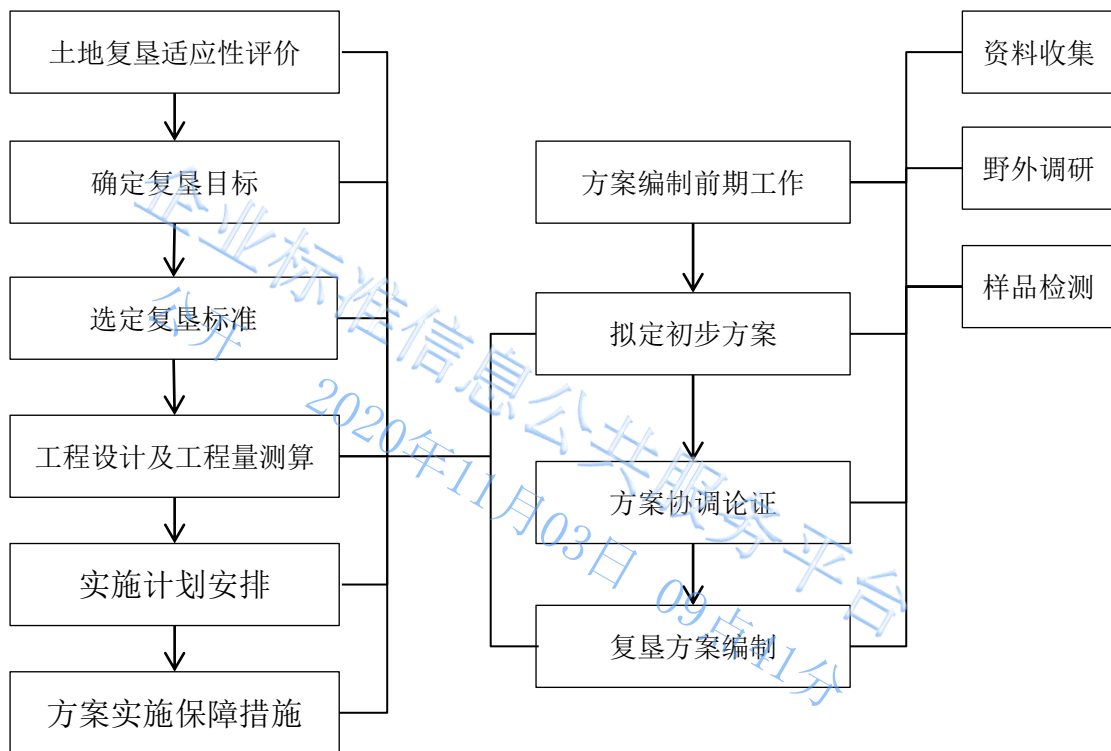 土地复垦适应性评价
确定复垦目标
选定复垦标准
工程设计及工程量测算
实施计划安排
方案实施保障措施
方案编制前期工作
拟定初步方案
方案协调论证
复垦方案编制
资料收集
野外调研
样品检测
企业标准信息公共服务平台
公开
2020年11月03日 09点41分